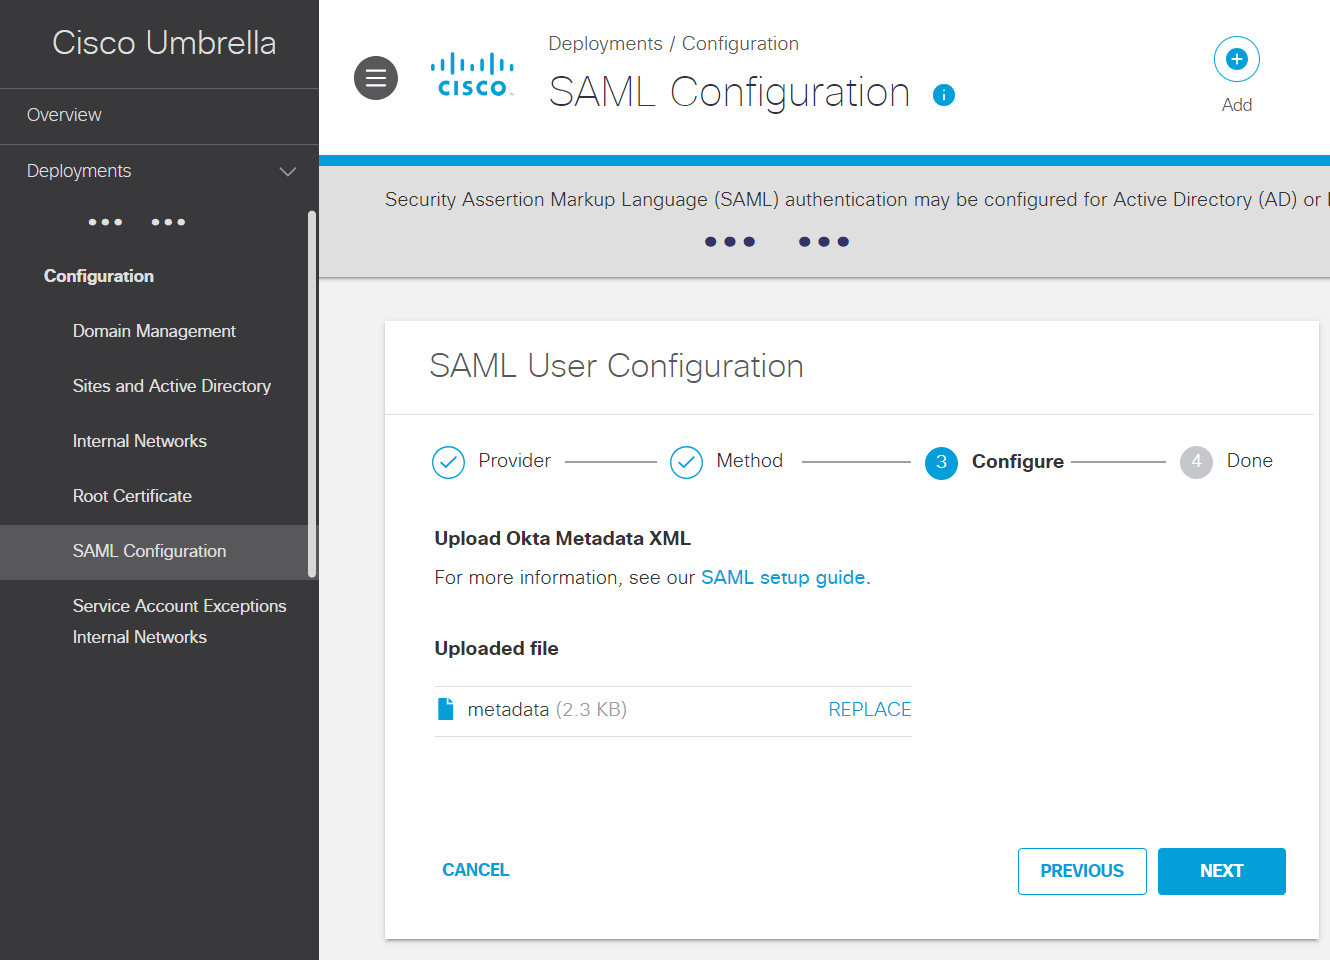 Cisco Umbrella
Overview
Deployments
••• •••
Configuration
Domain Management
Sites and Active Directory
Internal Networks
Root Certificate
SAML Configuration
Service Account Exceptions
Internal Networks
cisco
Deployments / Configuration
SAML Configuration
i
Add
Security Assertion Markup Language (SAML) authentication may be configured for Active Directory (AD) or
••• •••
SAML User Configuration
Provider
Method
3 Configure
4 Done
Upload Okta Metadata XML
For more information, see our SAML setup guide.
Uploaded file
metadata (2.3 KB) REPLACE
CANCEL
PREVIOUS
NEXT